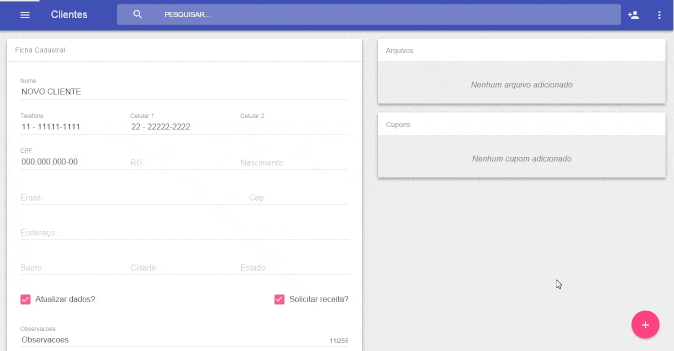 Clientes
PESQUISAR...
Ficha Cadastral
Nome
NOVO CLIENTE
Telefone Celular 1 Celular 2
11 - 11111-1111 22 - 22222-2222
CPF
000.000.000-00 RG Nascimento
Email Cep
Endereço
Bairro Cidade Estado
Atualizar dados? Solicitar receita?
Observacoes
Observacoes 11/255
Arquivos
Nenhum arquivo adicionado
Cupons
Nenhum cupom adicionado